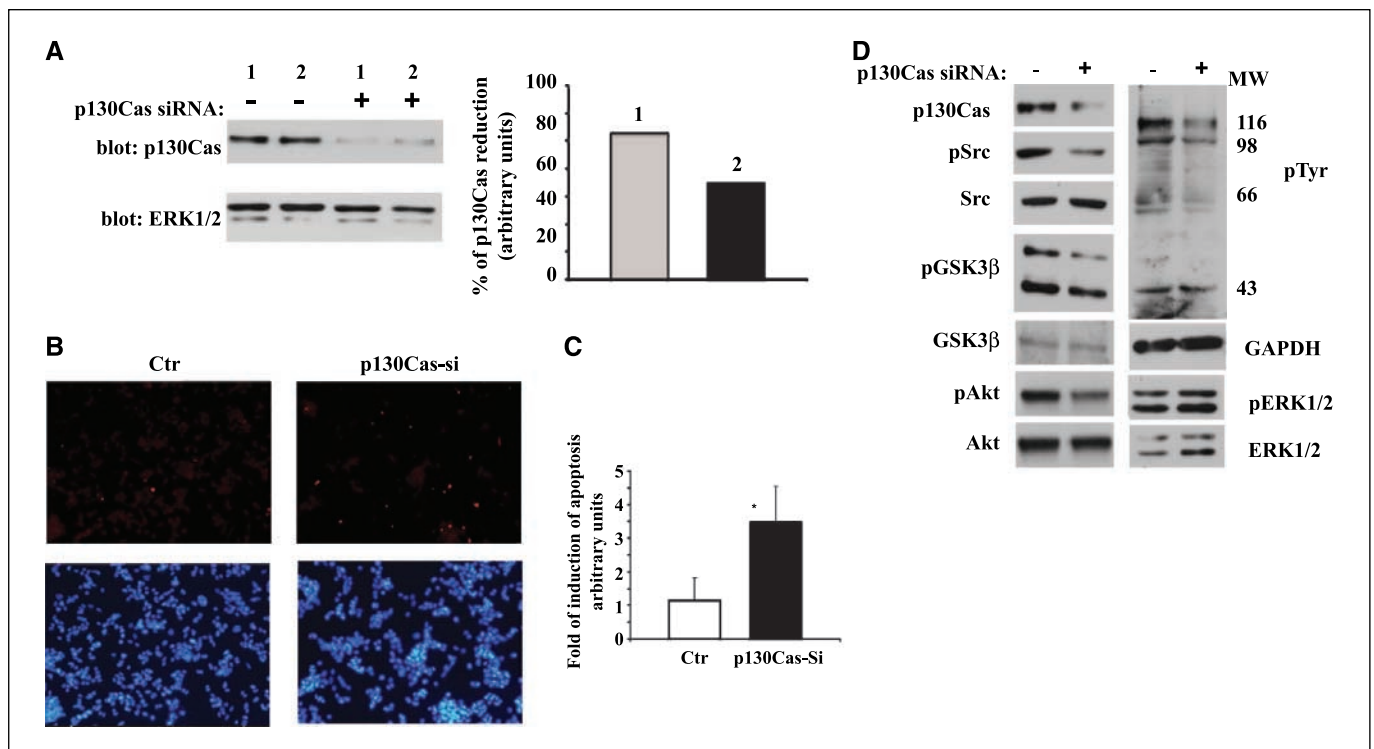 A
1 2 1 2
p130Cas siRNA: - - + +
blot: p130Cas
blot: ERK1/2
% of p130Cas reduction
(arbitrary units)
100
80
60
40
20
0
1
2
B
Ctr p130Cas-si
C
Fold of induction of apoptosis
arbitrary units
5
4
3
2
1
0
*
Ctr p130Cas-Si
D
p130Cas siRNA: - + - + MW
p130Cas
pSrc
Src
pGSK3β
GSK3β
pAkt
Akt
116
98
66
43
pTyr
GAPDH
pERK1/2
ERK1/2